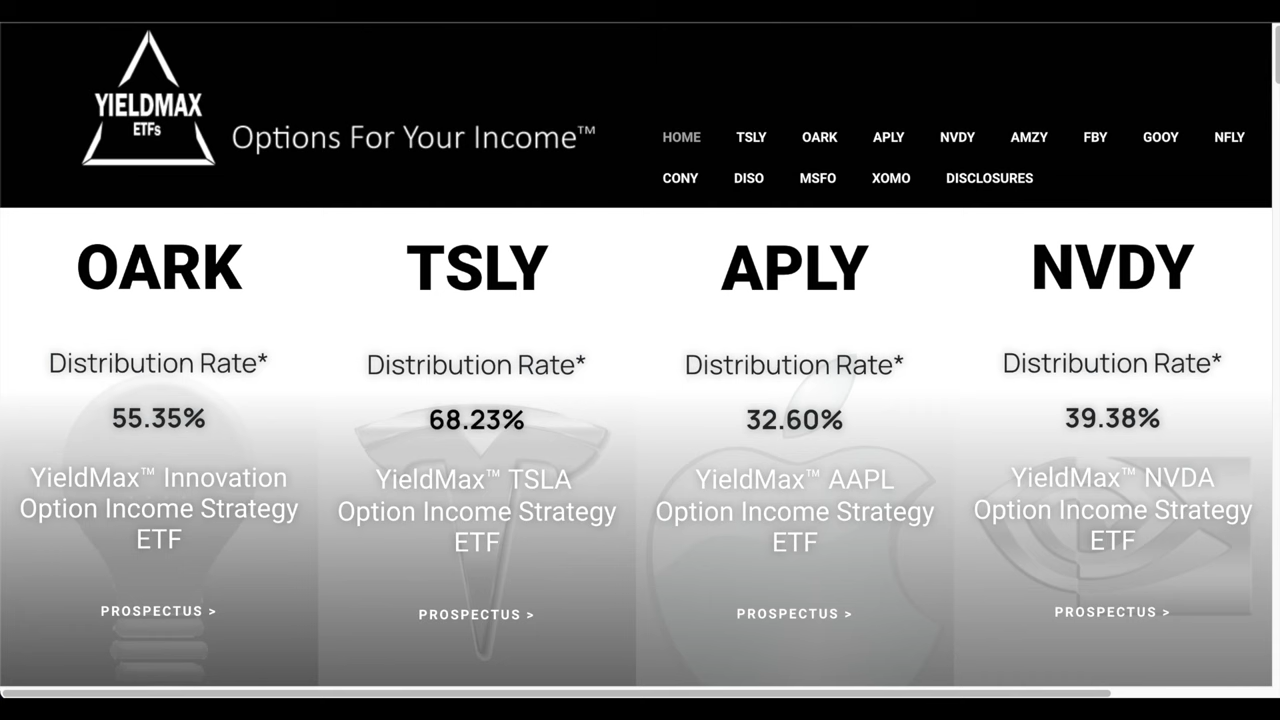 YIELDMAX
ETFs
Options For Your Income™
HOME TSLY OARK APLY NVDY AMZY FBY GOOY NFLY
CONY DISO MSFO XOMO DISCLOSURES
OARK
Distribution Rate*
55.35%
YieldMax™ Innovation
Option Income Strategy
ETF
PROSPECTUS >
TSLY
Distribution Rate*
68.23%
YieldMax™ TSLA
Option Income Strategy
ETF
PROSPECTUS >
APLY
Distribution Rate*
32.60%
YieldMax™ AAPL
Option Income Strategy
ETF
PROSPECTUS >
NVDY
Distribution Rate*
39.38%
YieldMax™ NVDA
Option Income Strategy
ETF
PROSPECTUS >